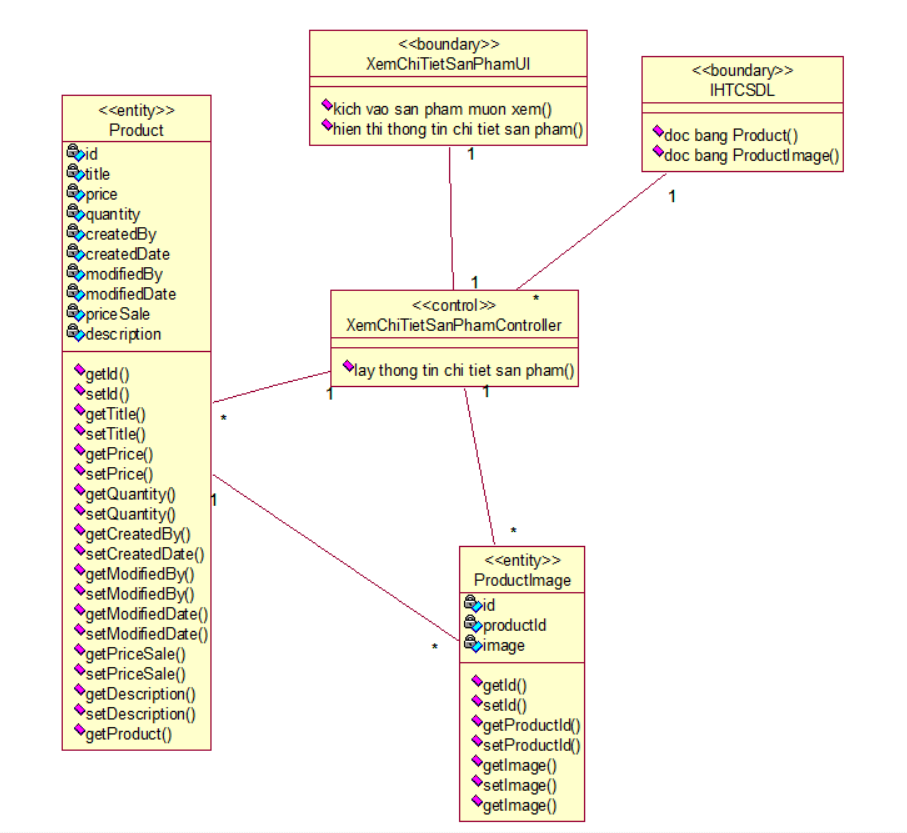 <<boundary>>
XemChiTietSanPhamUI
kich vao san pham muon xem()
hien thi thong tin chi tiet san pham()
1
<<boundary>>
IHTCSDL
doc bang Product()
doc bang ProductImage()
1
<<entity>>
Product
id
title
price
quantity
createdBy
createdDate
modifiedBy
modifiedDate
priceSale
description
getId()
setId()
getTitle()
setTitle()
getPrice()
setPrice()
getQuantity()
setQuantity()
getCreatedBy()
setCreatedDate()
getModifiedBy()
setModifiedBy()
getModifiedDate()
setModifiedDate()
getPriceSale()
setPriceSale()
getDescription()
setDescription()
getProduct()
1
*
<<control>>
XemChiTietSanPhamController
lay thong tin chi tiet san pham()
1
*
1
1
*
*
<<entity>>
ProductImage
id
productId
image
getId()
setId()
getProductId()
setProductId()
getImage()
setImage()
getImage()